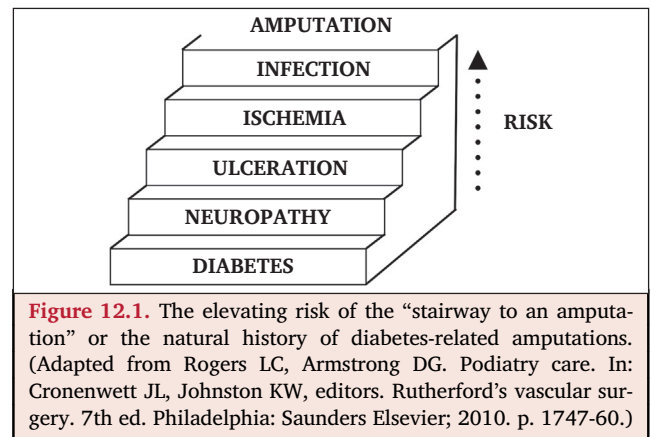 AMPUTATION
INFECTION
ISCHEMIA
RISK
ULCERATION
NEUROPATHY
DIABETES
Figure 12.1. The elevating risk of the “stairway to an amputa-
tion” or the natural history of diabetes-related amputations.
(Adapted from Rogers LC, Armstrong DG. Podiatry care. In:
Cronenwett JL, Johnston KW, editors. Rutherford’s vascular sur-
gery. 7th ed. Philadelphia: Saunders Elsevier; 2010. p. 1747-60.)